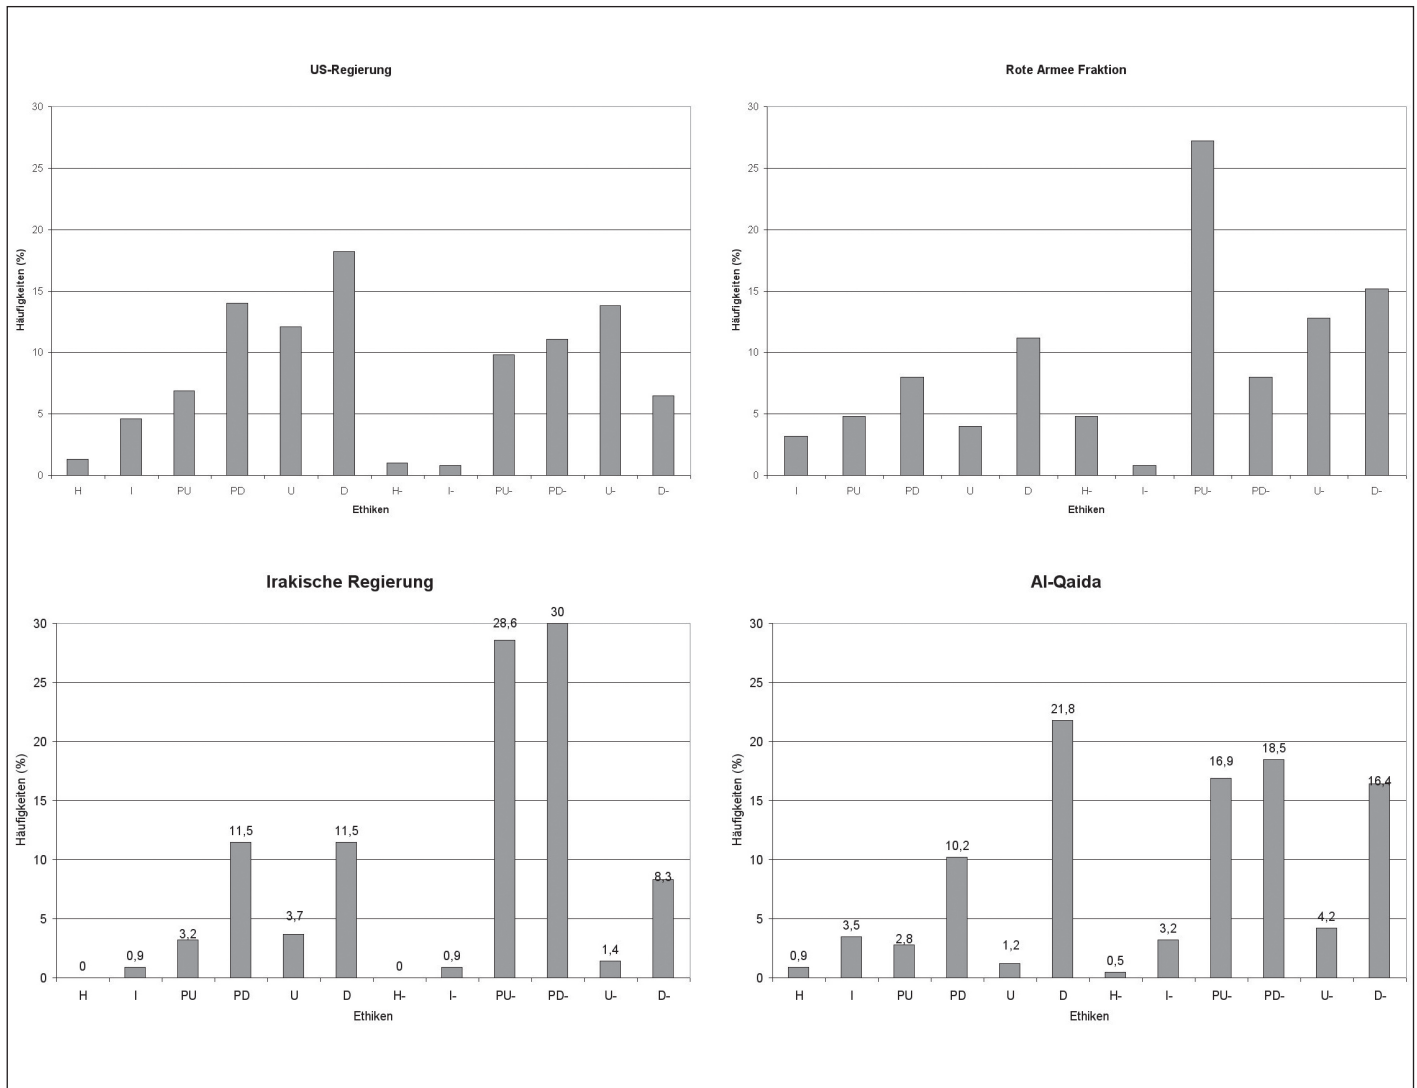 US-Regierung
30
25
20
15
10
5
0
Häufigkeiten (%)
H I PU PD U D H- I- PU- PD- U- D-
Ethiken
Rote Armee Fraktion
30
25
20
15
10
5
0
Häufigkeiten (%)
I PU PD U D H- I- PU- PD- U- D-
Ethiken
Irakische Regierung
30
25
20
15
10
5
0
Häufigkeiten (%)
0 0,9 3,2 11,5 3,7 11,5 0 0,9 28,6 30 1,4 8,3
H I PU PD U D H- I- PU- PD- U- D-
Ethiken
Al-Qaida
30
25
20
15
10
5
0
Häufigkeiten (%)
0,9 3,5 2,8 10,2 1,2 21,8 0,5 3,2 16,9 18,5 4,2 16,4
H I PU PD U D H- I- PU- PD- U- D-
Ethiken